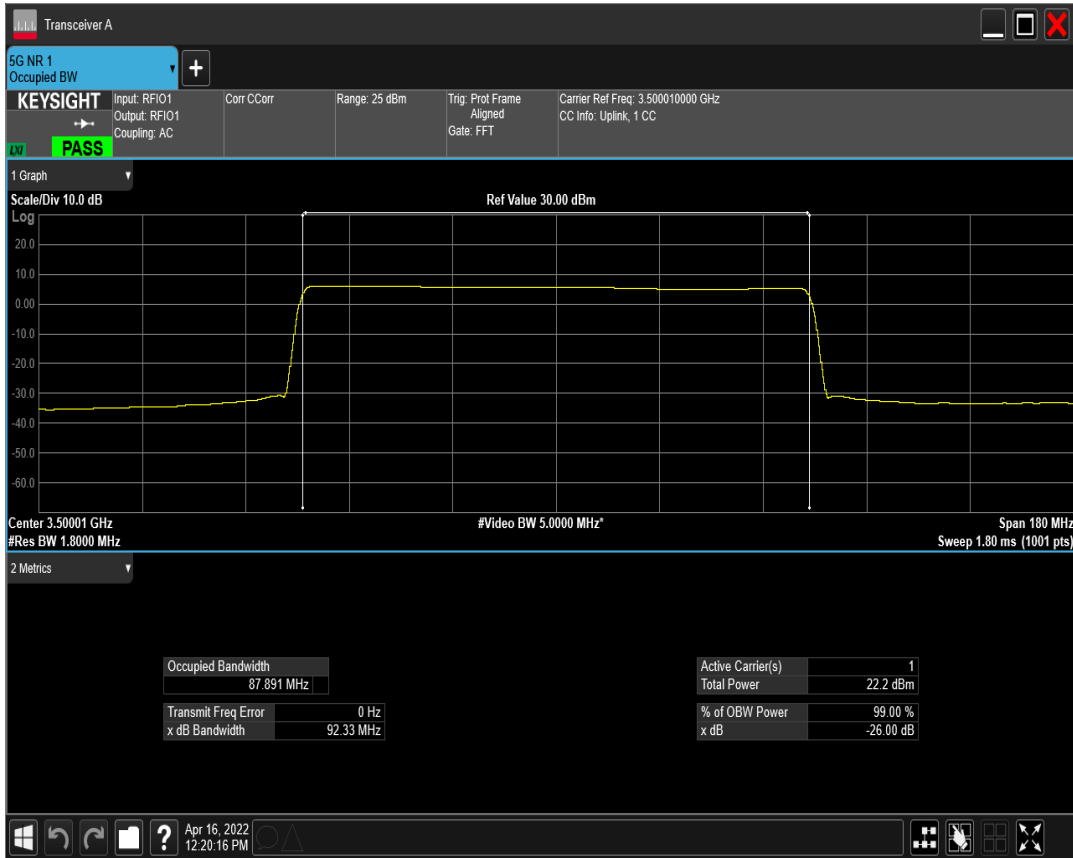 Transceiver A
5G NR 1
Occupied BW
KEYSIGHT
LXI
PASS
Input: RFIO1
Output: RFIO1
Coupling: AC
Corr CCorr
Range: 25 dBm
Trig: Prot Frame
Aligned
Gate: FFT
Carrier Ref Freq: 3.500010000 GHz
CC Info: Uplink, 1 CC
1 Graph
Scale/Div 10.0 dB
Ref Value 30.00 dBm
Log
20.0
10.0
0.00
-10.0
-20.0
-30.0
-40.0
-50.0
-60.0
Center 3.50001 GHz
#Video BW 5.0000 MHz*
Span 180 MHz
#Res BW 1.8000 MHz
Sweep 1.80 ms (1001 pts)
2 Metrics
Occupied Bandwidth
87.891 MHz
Transmit Freq Error 0 Hz
x dB Bandwidth 92.33 MHz
Active Carrier(s) 1
Total Power 22.2 dBm
% of OBW Power 99.00 %
x dB -26.00 dB
?
Apr 16, 2022
12:20:16 PM